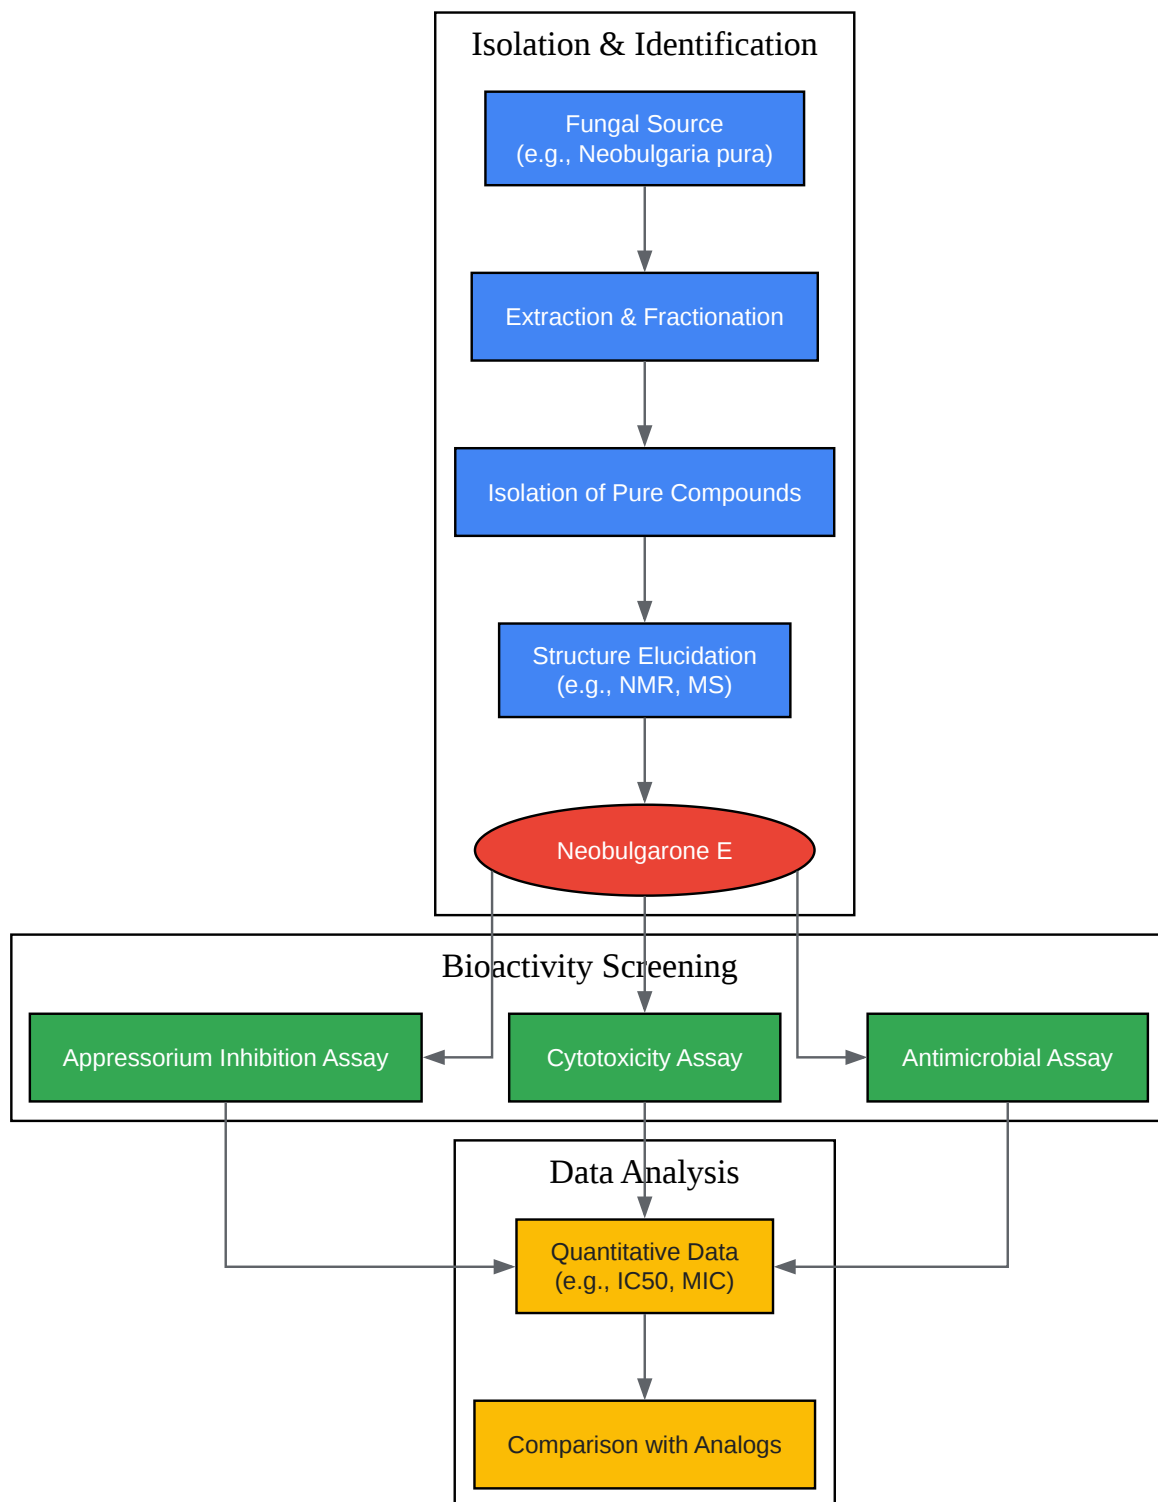 Isolation & Identification
Fungal Source
(e.g., Neobulgaria pura)
Extraction & Fractionation
Isolation of Pure Compounds
Structure Elucidation
(e.g., NMR, MS)
Neobulgarone E
Bioactivity Screening
Appressorium Inhibition Assay
Cytotoxicity Assay
Antimicrobial Assay
Data Analysis
Quantitative Data
(e.g., IC50, MIC)
Comparison with Analogs